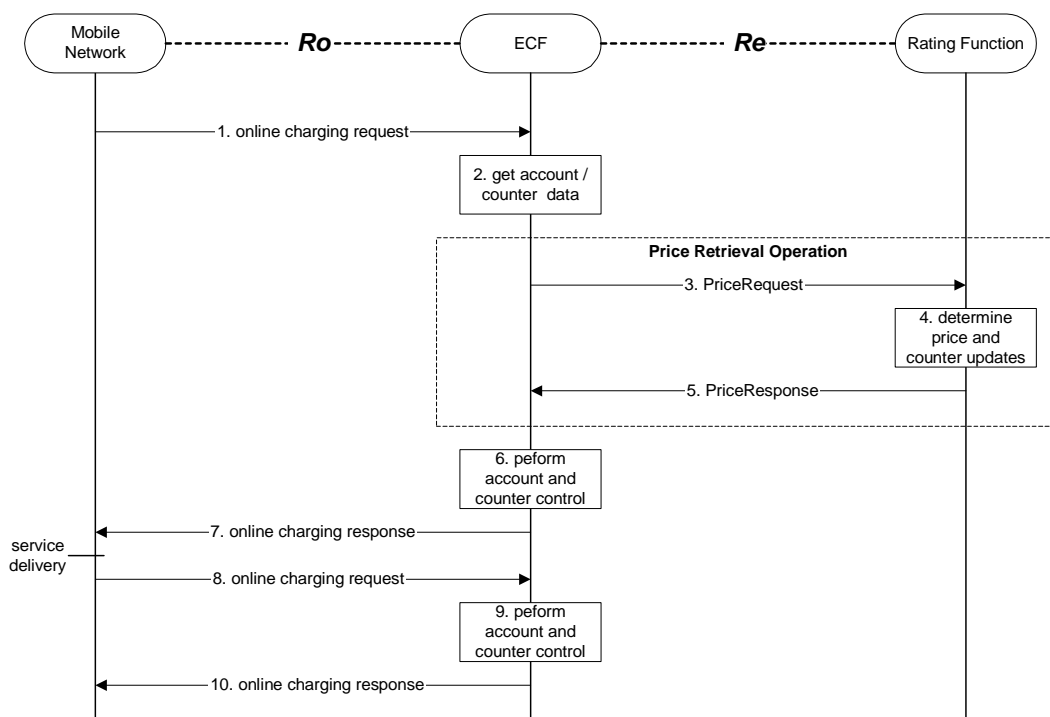 Mobile
Network
Ro
ECF
Re
Rating Function
1. online charging request
2. get account /
counter data
Price Retrieval Operation
3. PriceRequest
4. determine
price and
counter updates
5. PriceResponse
6. peform
account and
counter control
7. online charging response
service
delivery
8. online charging request
9. peform
account and
counter control
10. online charging response